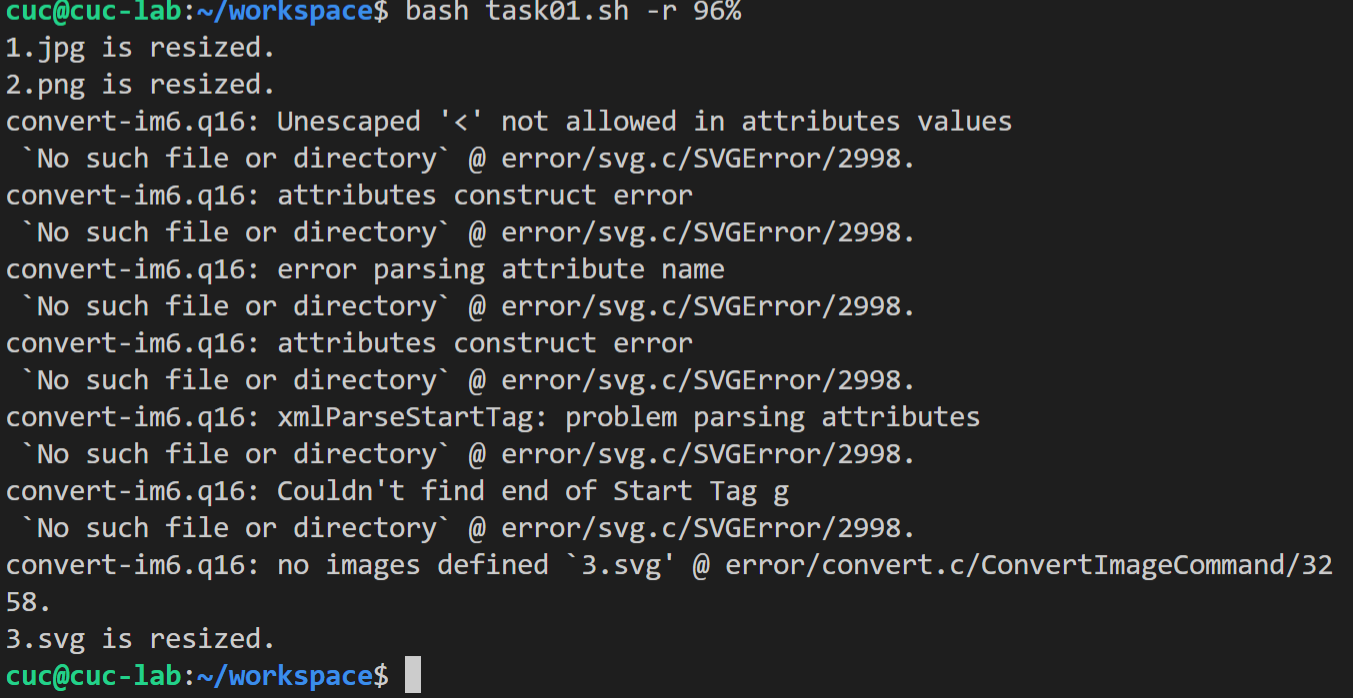 cuc@cuc-lab:~/workspace$ bash task01.sh -r 96%
1.jpg is resized.
2.png is resized.
convert-im6.q16: Unescaped '<' not allowed in attributes values
 `No such file or directory` @ error/svg.c/SVGError/2998.
convert-im6.q16: attributes construct error
 `No such file or directory` @ error/svg.c/SVGError/2998.
convert-im6.q16: error parsing attribute name
 `No such file or directory` @ error/svg.c/SVGError/2998.
convert-im6.q16: attributes construct error
 `No such file or directory` @ error/svg.c/SVGError/2998.
convert-im6.q16: xmlParseStartTag: problem parsing attributes
 `No such file or directory` @ error/svg.c/SVGError/2998.
convert-im6.q16: Couldn't find end of Start Tag g
 `No such file or directory` @ error/svg.c/SVGError/2998.
convert-im6.q16: no images defined `3.svg' @ error/convert.c/ConvertImageCommand/32
58.
3.svg is resized.
cuc@cuc-lab:~/workspace$